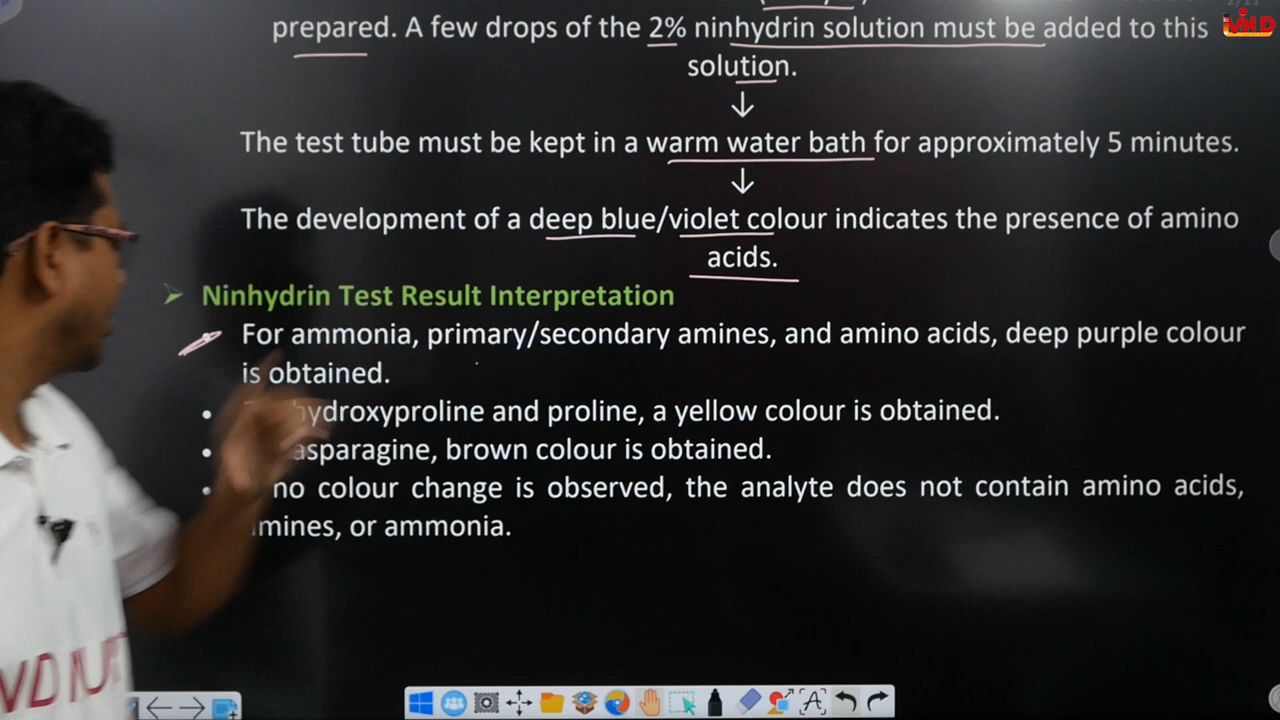 prepared. A few drops of the 2% ninhydrin solution must be added to this
solution.
The test tube must be kept in a warm water bath for approximately 5 minutes.
The development of a deep blue/violet colour indicates the presence of amino
acids.
Ninhydrin Test Result Interpretation
For ammonia, primary/secondary amines, and amino acids, deep purple colour
is obtained.
hydroxyproline and proline, a yellow colour is obtained.
asparagine, brown colour is obtained.
no colour change is observed, the analyte does not contain amino acids,
amines, or ammonia.